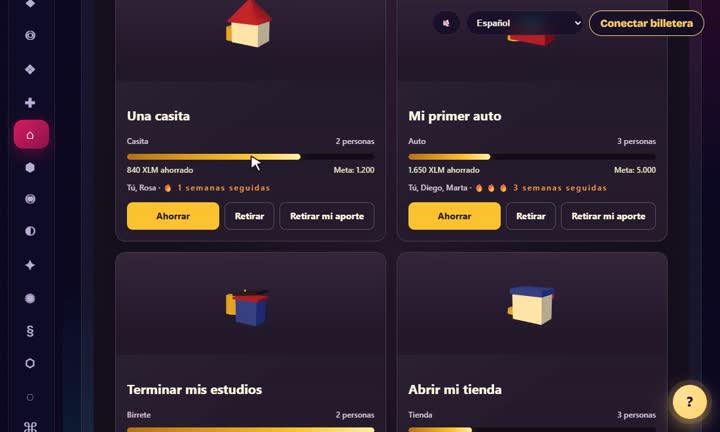 Español
Conectar billetera
Una casita
Casita
2 personas
840 XLM ahorrado
Meta: 1.200
Tú, Rosa · 1 semanas seguidas
Ahorrar
Retirar
Retirar mi aporte
Mi primer auto
Auto
3 personas
1.650 XLM ahorrado
Meta: 5.000
Tú, Diego, Marta · 3 semanas seguidas
Ahorrar
Retirar
Retirar mi aporte
Terminar mis estudios
Birrete
2 personas
Abrir mi tienda
Tienda
3 personas
?